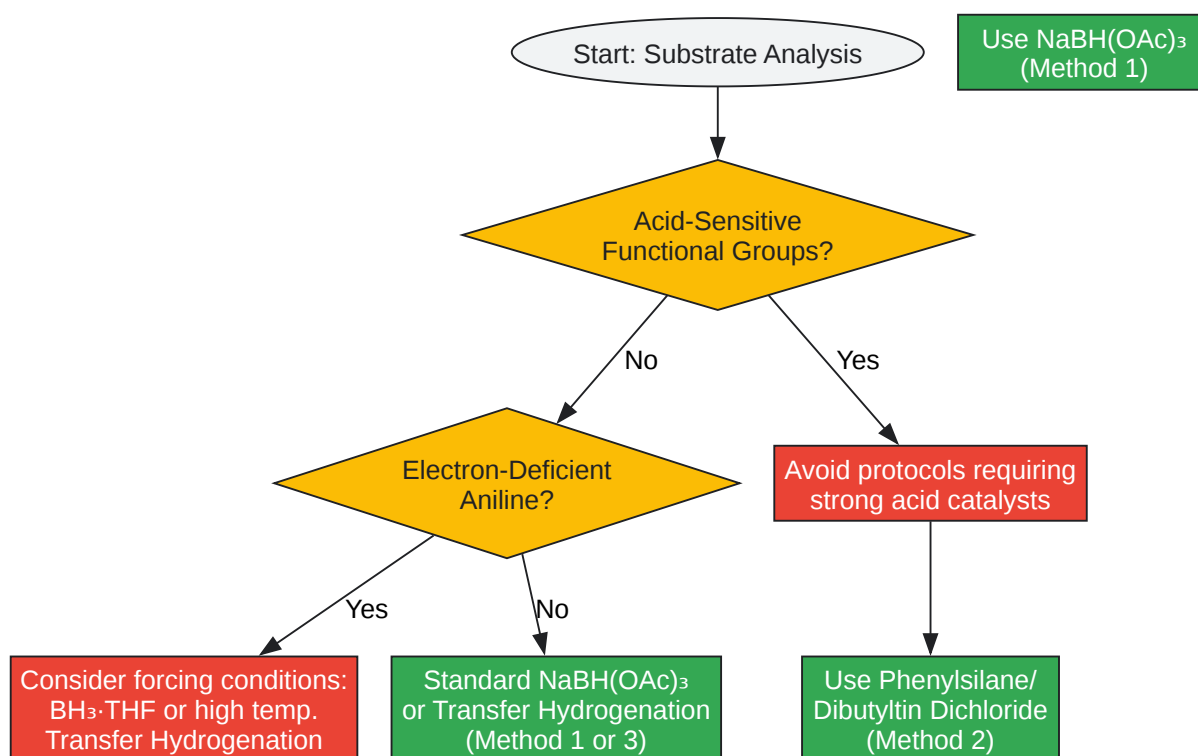 Start: Substrate Analysis
Use NaBH(OAc)₃
(Method 1)
Acid-Sensitive
Functional Groups?
No
Yes
Electron-Deficient
Aniline?
Avoid protocols requiring
strong acid catalysts
Yes
No
Consider forcing conditions:
BH₃·THF or high temp.
Transfer Hydrogenation
Standard NaBH(OAc)₃
or Transfer Hydrogenation
(Method 1 or 3)
Use Phenylsilane/
Dibutyltin Dichloride
(Method 2)